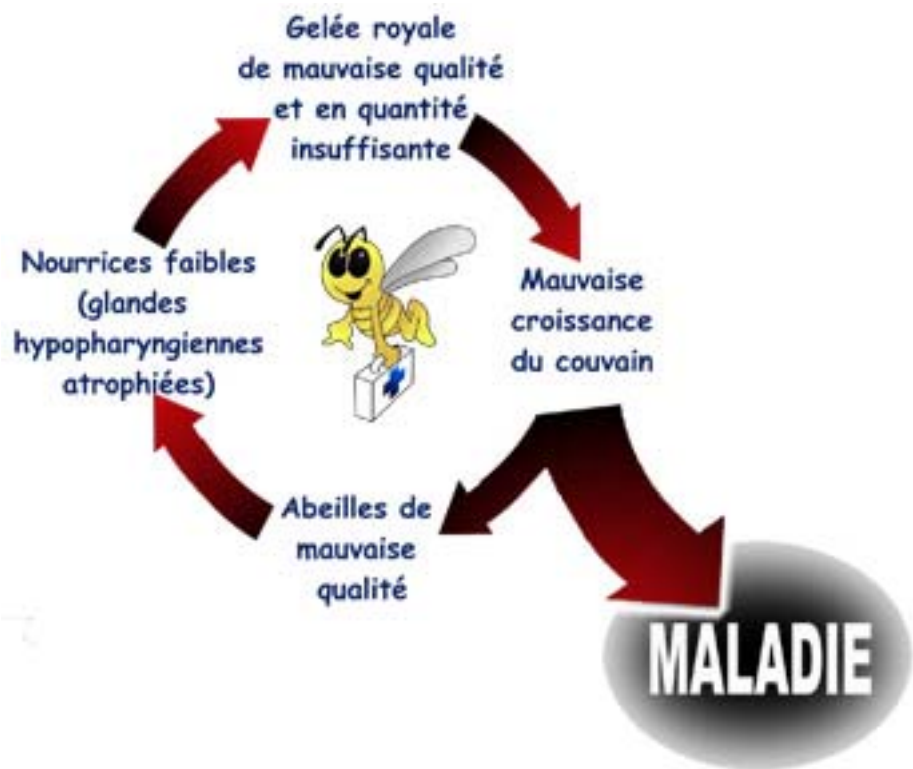 Gelée royale
de mauvaise qualité
et en quantité
insuffisante
Mauvaise
croissance
du couvain
Abeilles de
mauvaise
qualité
Nourrices faibles
(glandes
hypopharyngiennes
atrophiées)
MALADIE